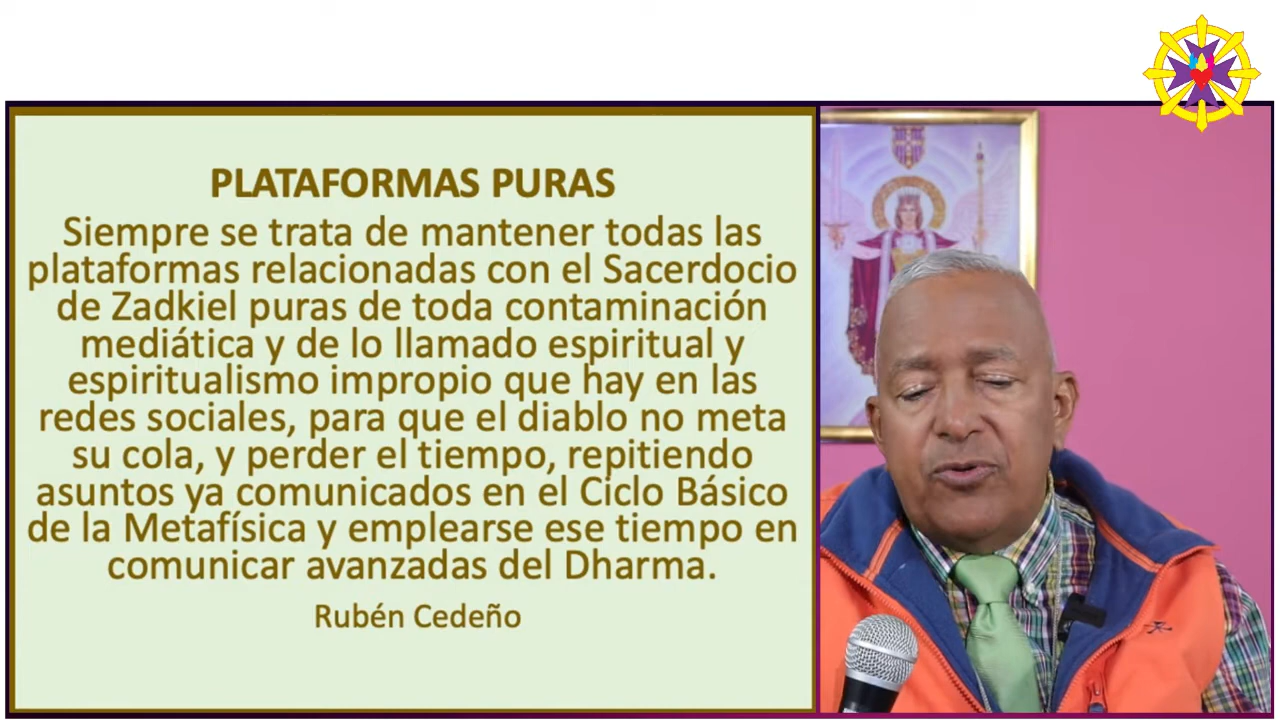 PLATAFORMAS PURAS
Siempre se trata de mantener todas las
plataformas relacionadas con el Sacerdocio
de Zadkiel puras de toda contaminación
mediática y de lo llamado espiritual y
espiritualismo impropio que hay en las
redes sociales, para que el diablo no meta
su cola, y perder el tiempo, repitiendo
asuntos ya comunicados en el Ciclo Básico
de la Metafísica y emplearse ese tiempo en
comunicar avanzadas del Dharma.
Rubén Cedeño